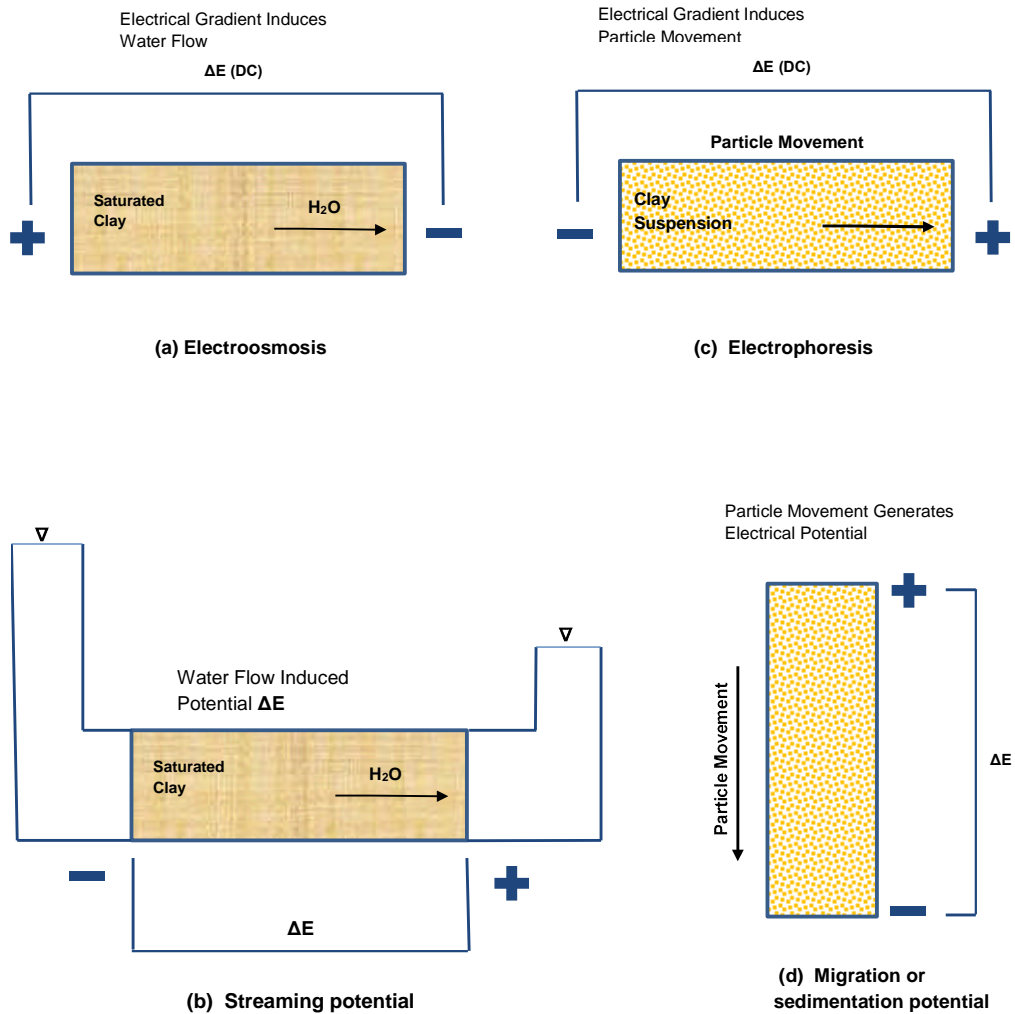 Electrical Gradient Induces
Water Flow
ΔE (DC)
Saturated
Clay
H₂O
+
−
(a) Electroosmosis
Electrical Gradient Induces
Particle Movement
ΔE (DC)
Particle Movement
Clay
Suspension
−
+
(c) Electrophoresis
∇
∇
Water Flow Induced
Potential ΔE
Saturated
Clay
H₂O
−
+
ΔE
(b) Streaming potential
Particle Movement Generates
Electrical Potential
+
Particle Movement
ΔE
−
(d) Migration or
sedimentation potential